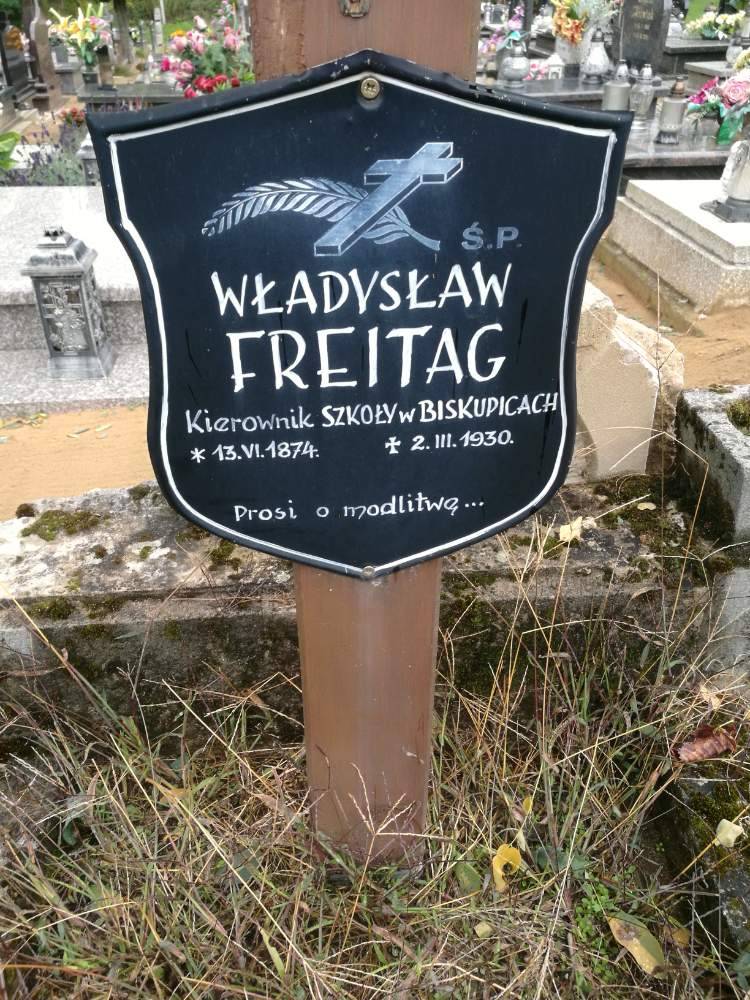 Ś.P.
WŁADYSŁAW
FREITAG
Kierownik SZKOŁY w BISKUPICACH
* 13.VI.1874. ✝ 2.III.1930.
Prosi o modlitwę...